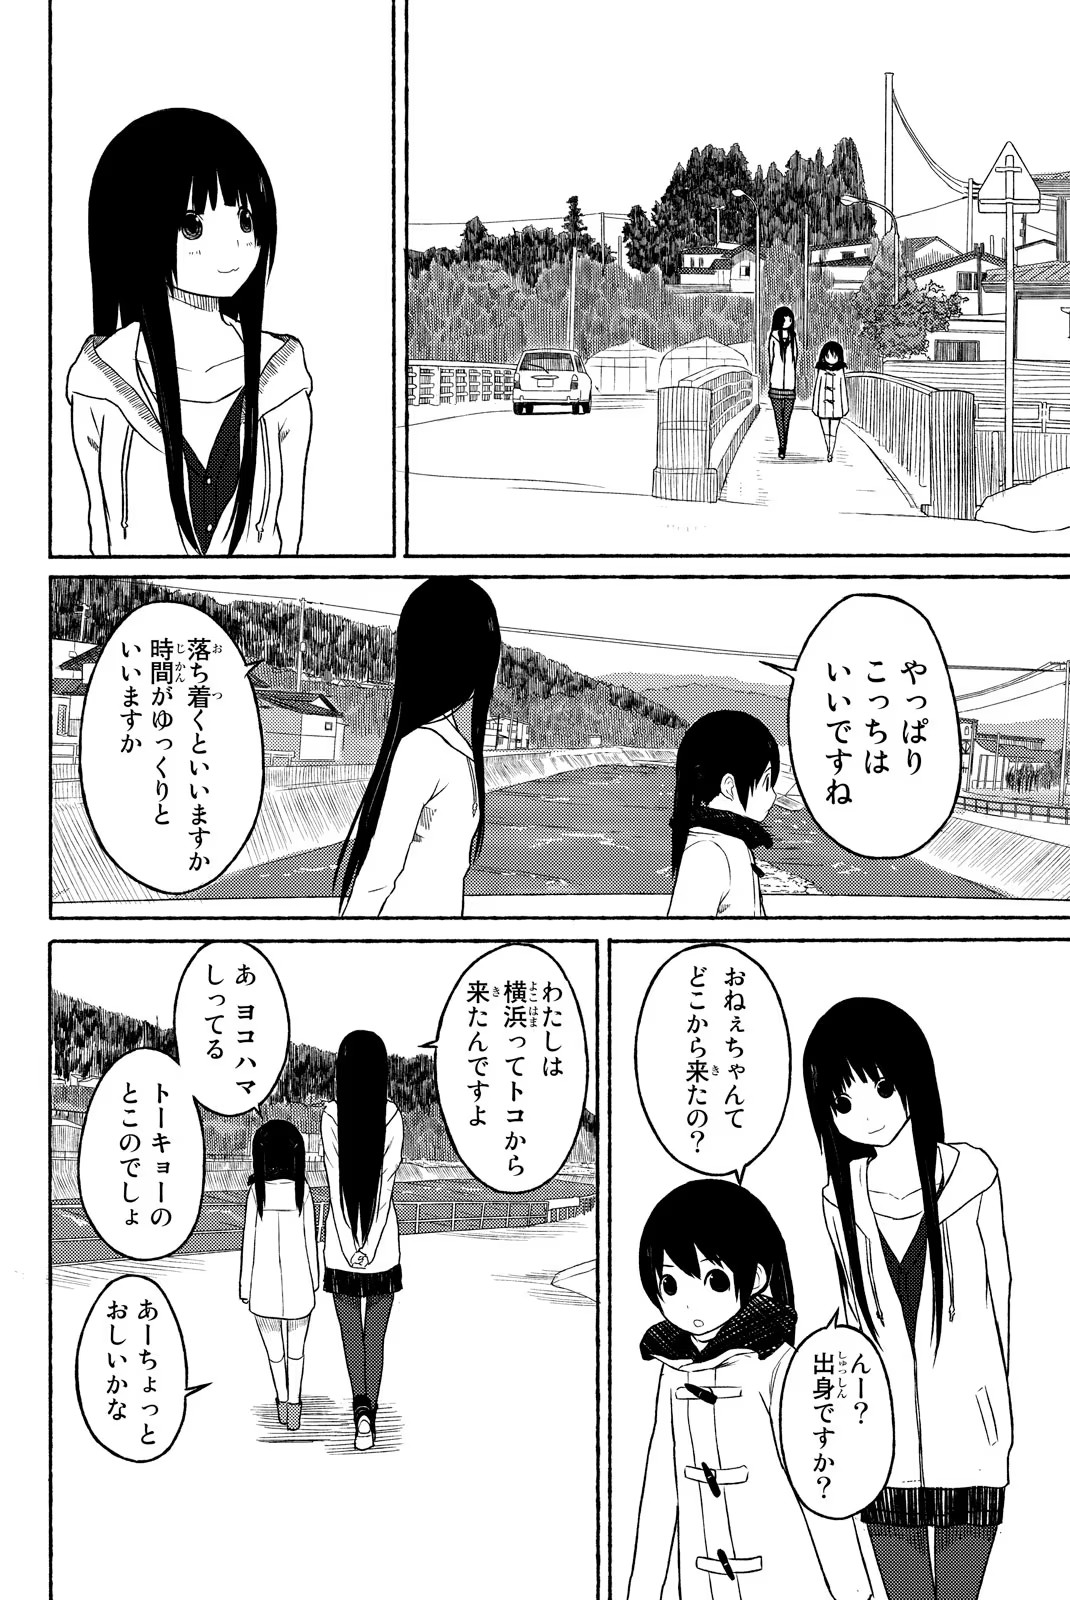 やっぱり
こっちは
いいですね
落ち着くといいますか
時間がゆっくりと
いいますか
おねぇちゃんて
どこから来たの？
んー？
出身ですか？
わたしは
横浜ってトコから
来たんですよ
あ ヨコハマ
しってる
トーキョーの
とこのでしょ
あーちょっと
おしいかな